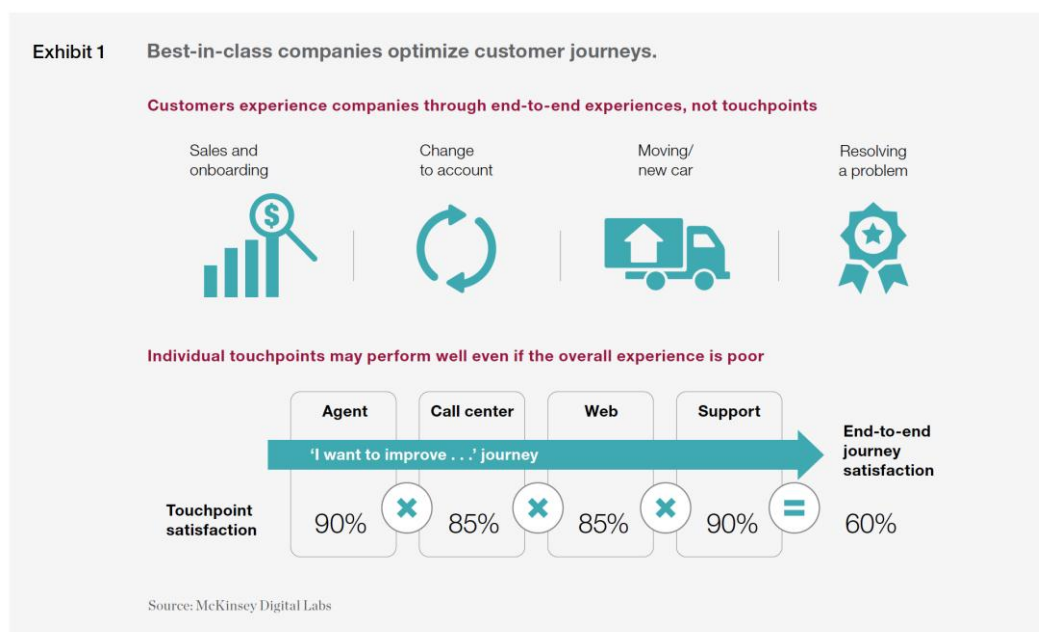 Exhibit 1
Best-in-class companies optimize customer journeys.
Customers experience companies through end-to-end experiences, not touchpoints
Sales and
onboarding
Change
to account
Moving/
new car
Resolving
a problem
$
Individual touchpoints may perform well even if the overall experience is poor
Agent
Call center
Web
Support
'I want to improve . . .' journey
End-to-end
journey
satisfaction
Touchpoint
satisfaction
90%
×
85%
×
85%
×
90%
=
60%
Source: McKinsey Digital Labs